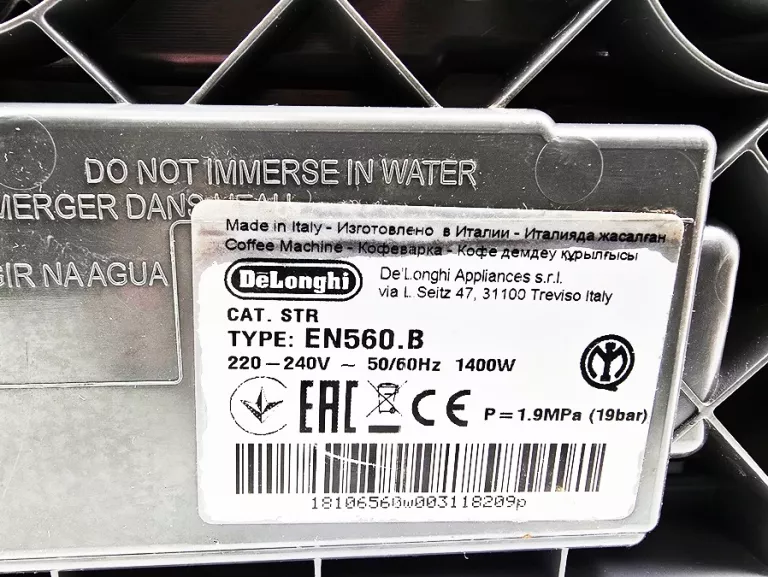 DO NOT IMMERSE IN WATER
MERGER DANS L'EAU
GIR NA AGUA
Made in Italy - Изготовлено в Италии - Италияда жасалған
Coffee Machine - Кофеварка - Кофе демдеу құрылғысы
DeLonghi
De'Longhi Appliances s.r.l.
via L. Seitz 47, 31100 Treviso Italy
CAT. STR
TYPE: EN560.B
220-240V ~ 50/60Hz 1400W
EAC CE P=1.9MPa (19bar)
18106560w003118209p